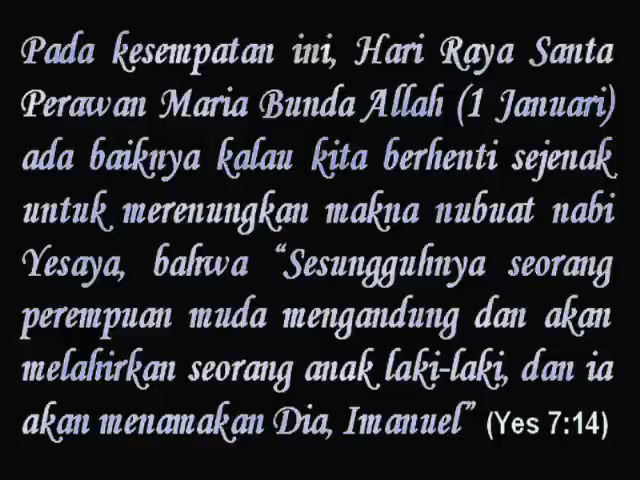 Pada kesempatan ini, Hari Raya Santa
Perawan Maria Bunda Allah (1 Januari)
ada baiknya kalau kita berhenti sejenak
untuk merenungkan makna nubuat nabi
Yesaya, bahwa “Sesungguhnya seorang
perempuan muda mengandung dan akan
melahirkan seorang anak laki-laki, dan ia
akan menamakan Dia, Imanuel” (Yes 7:14)